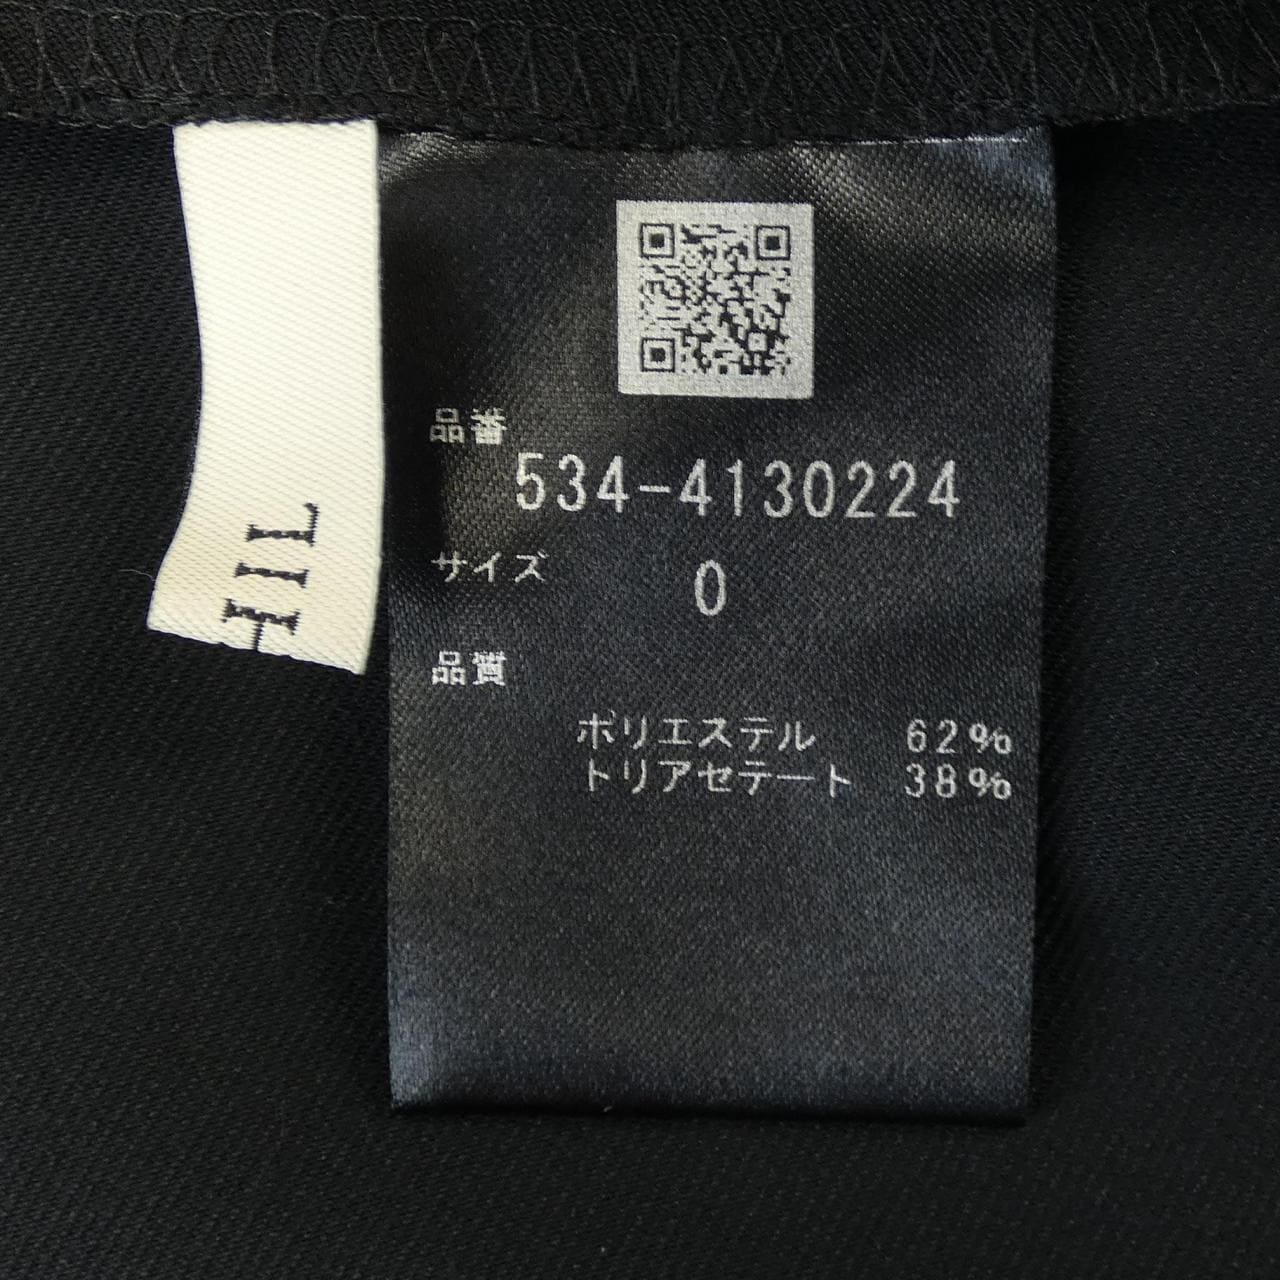 品番
534-4130224
サイズ 0
品質
ポリエステル 62%
トリアセテート 38%